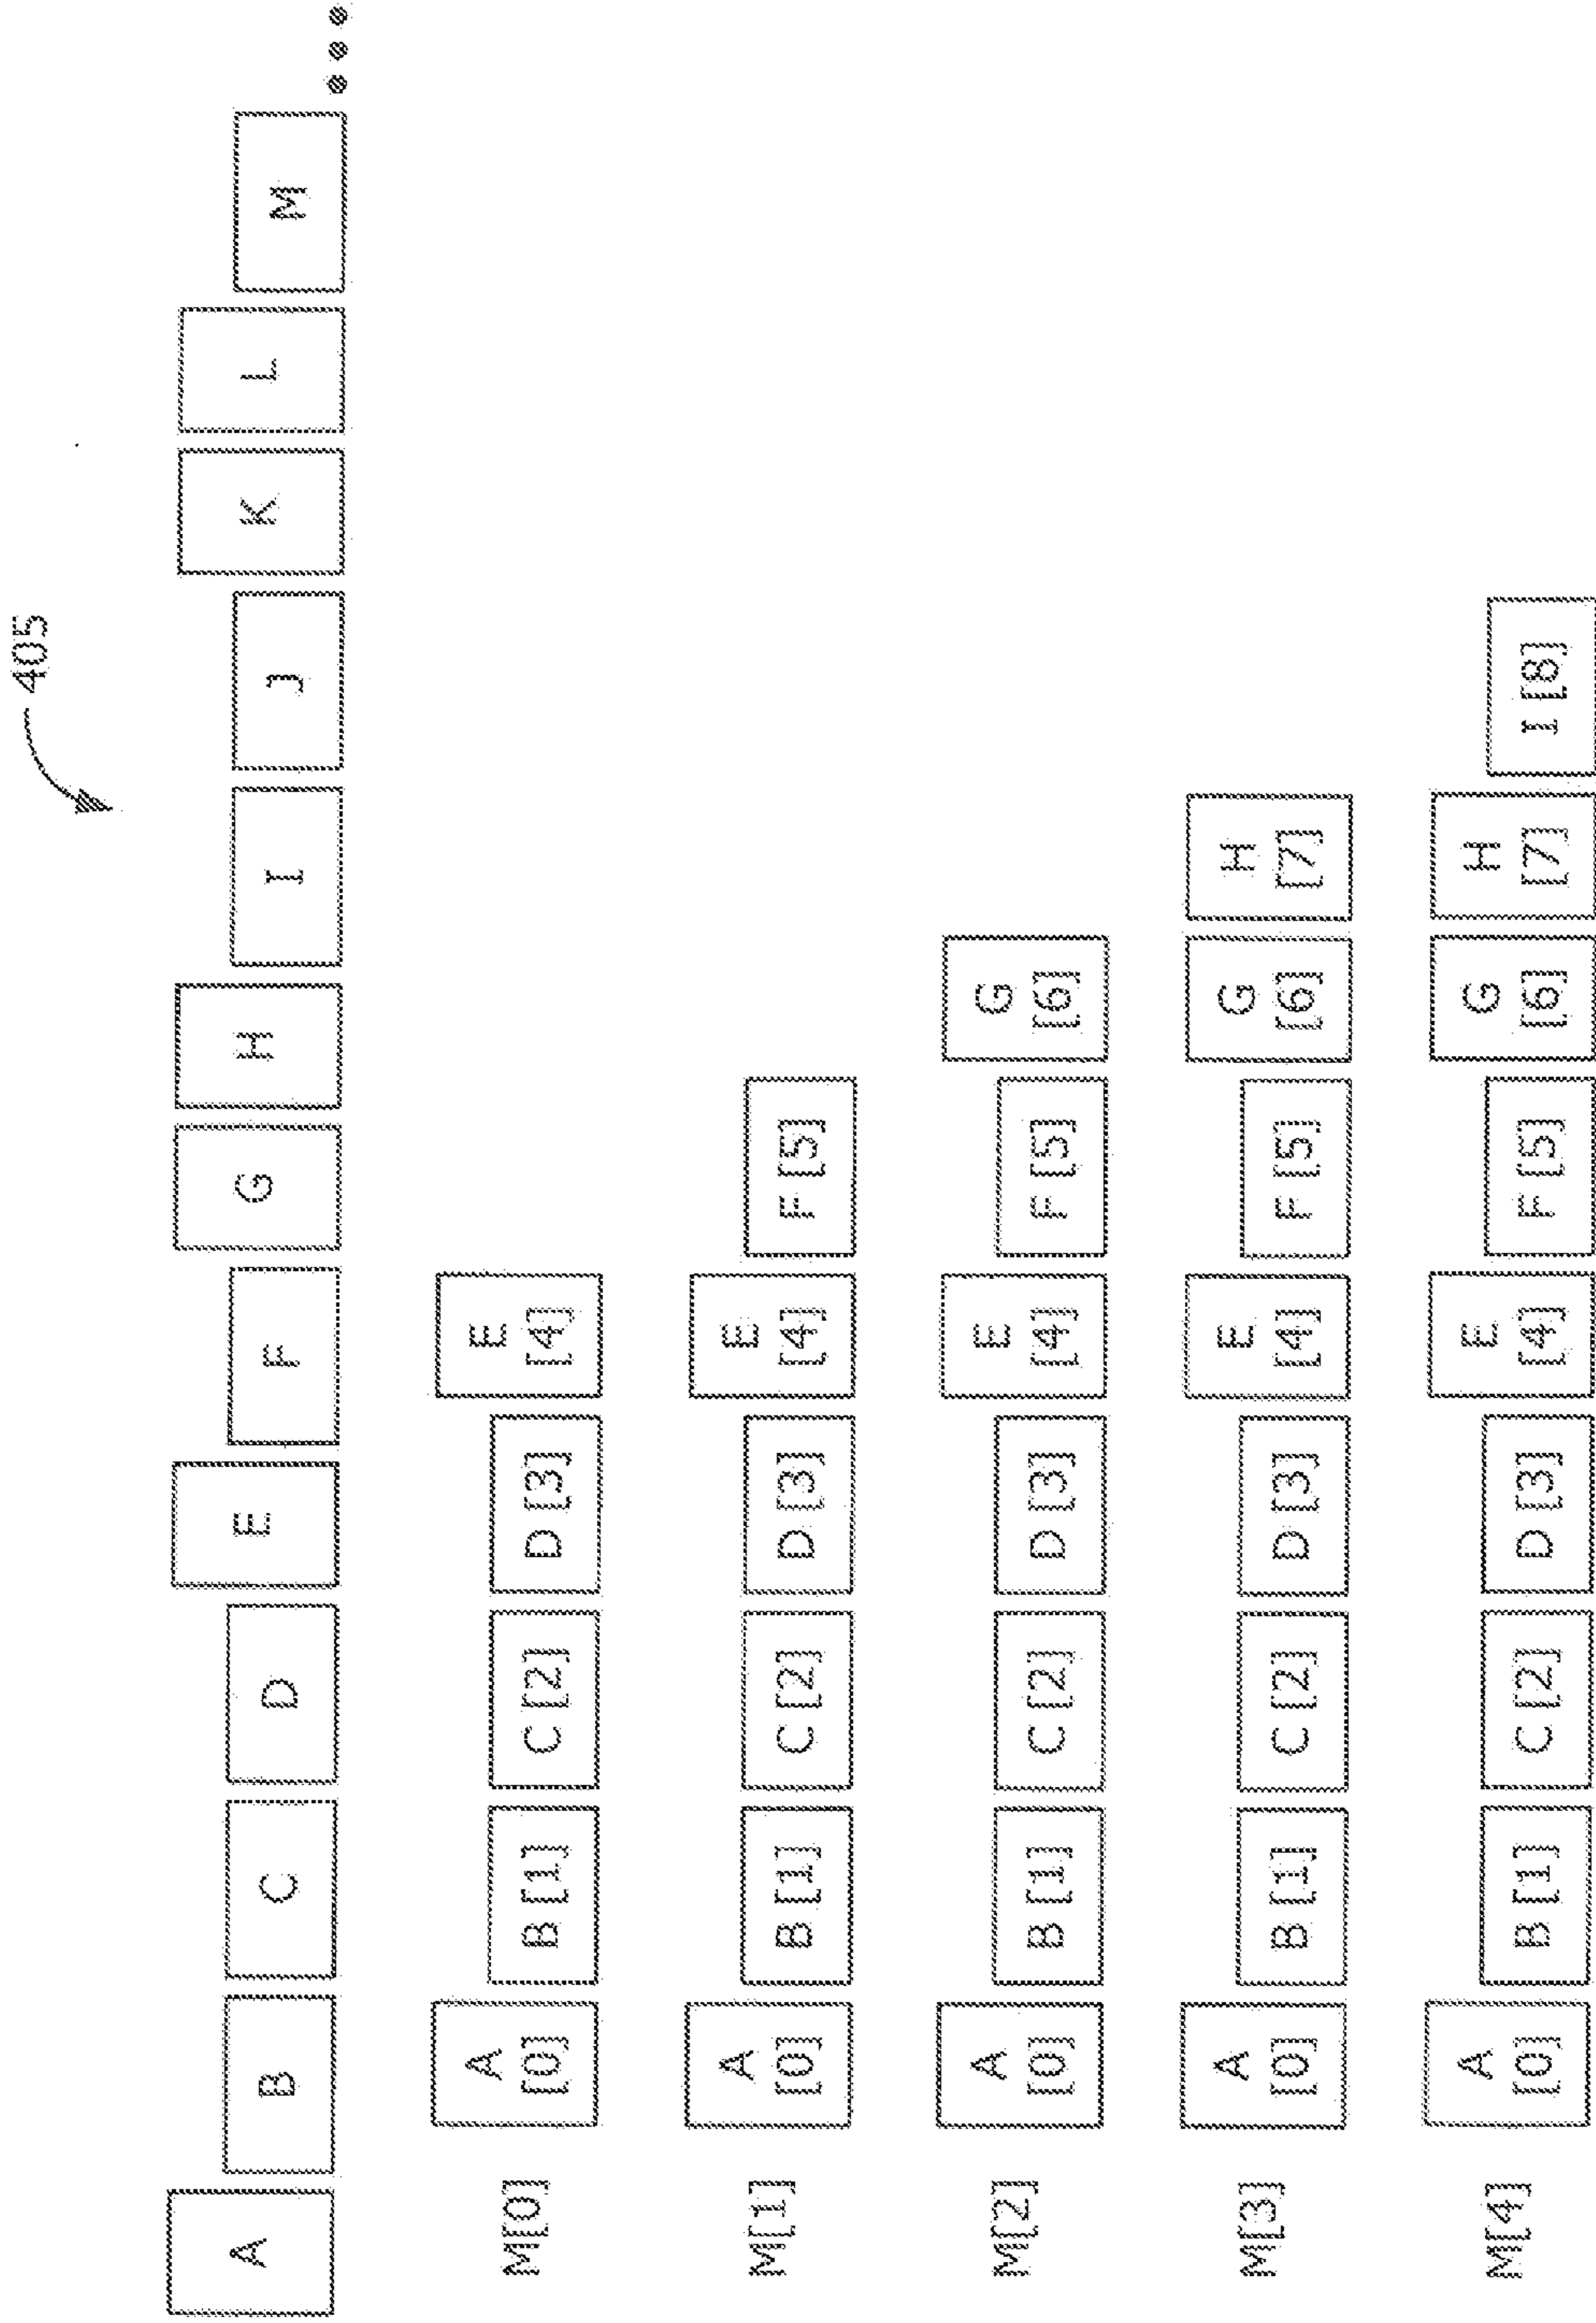 405
A B C D E F G H I J K L M
M[0] A [0] B[1] C[2] D[3] E [4]
M[1] A [0] B[1] C[2] D[3] E [4] F[5]
M[2] A [0] B[1] C[2] D[3] E [4] F[5] G [6]
M[3] A [0] B[1] C[2] D[3] E [4] F[5] G [6] H [7]
M[4] A [0] B[1] C[2] D[3] E [4] F[5] G [6] H [7] I[8]